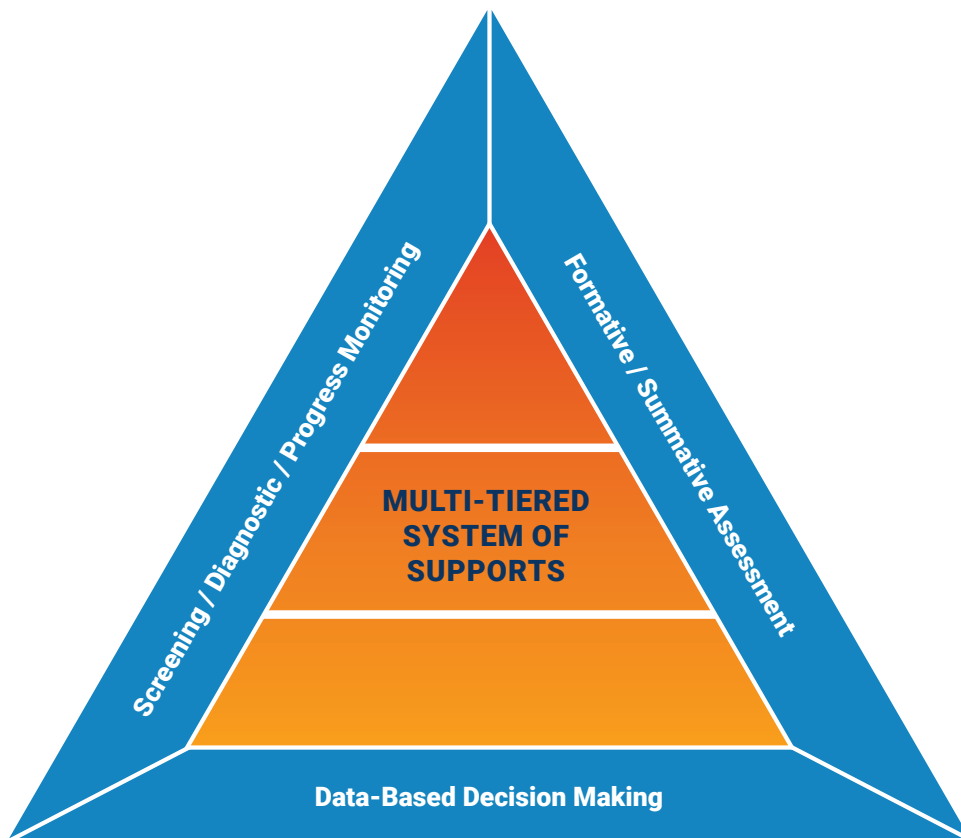 Screening / Diagnostic / Progress Monitoring
Formative / Summative Assessment
MULTI-TIERED
SYSTEM OF
SUPPORTS
Data-Based Decision Making